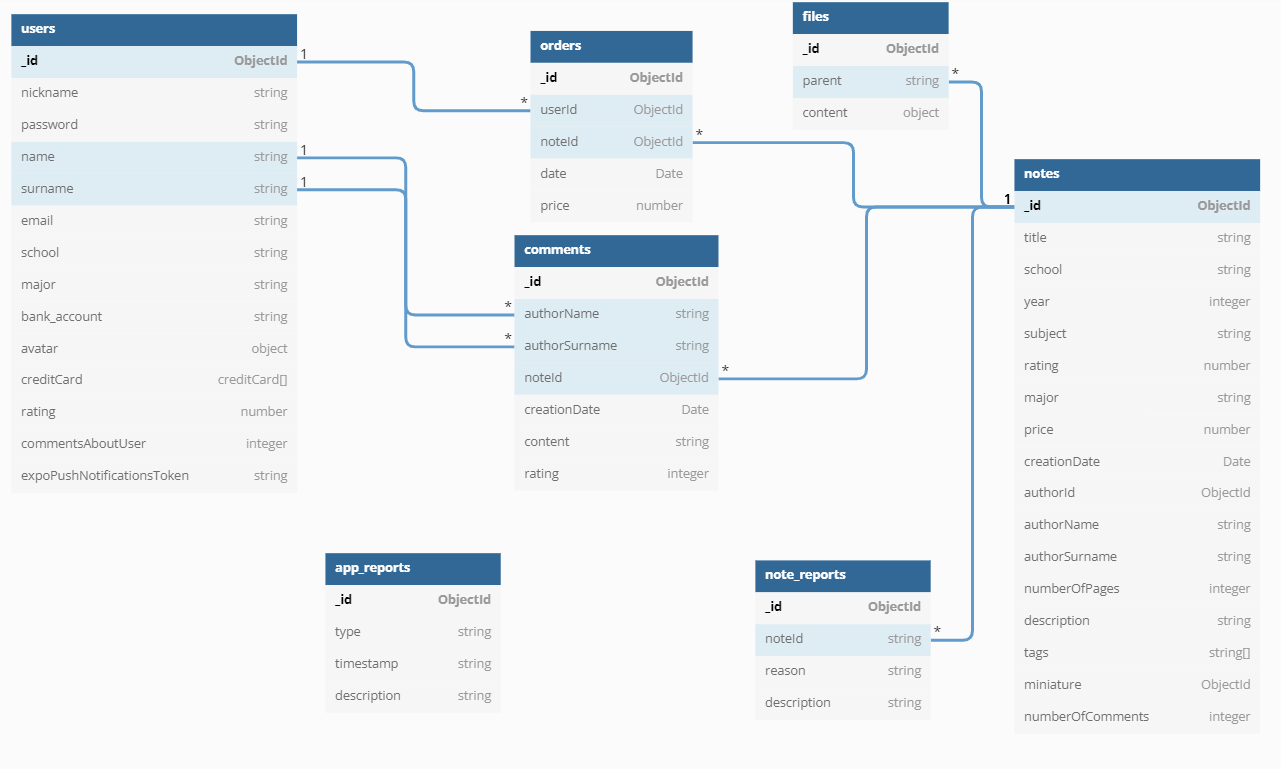 users
_id ObjectId
nickname string
password string
name string
surname string
email string
school string
major string
bank_account string
avatar object
creditCard creditCard[]
rating number
commentsAboutUser integer
expoPushNotificationsToken string
1
1
1
orders
_id ObjectId
* userId ObjectId
noteId ObjectId *
date Date
price number
comments
_id ObjectId
* authorName string
* authorSurname string
noteId ObjectId *
creationDate Date
content string
rating integer
files
_id ObjectId
parent string *
content object
notes
1 _id ObjectId
title string
school string
year integer
subject string
rating number
major string
price number
creationDate Date
authorId ObjectId
authorName string
authorSurname string
numberOfPages integer
description string
tags string[]
miniature ObjectId
numberOfComments integer
app_reports
_id ObjectId
type string
timestamp string
description string
note_reports
_id ObjectId
noteId string *
reason string
description string